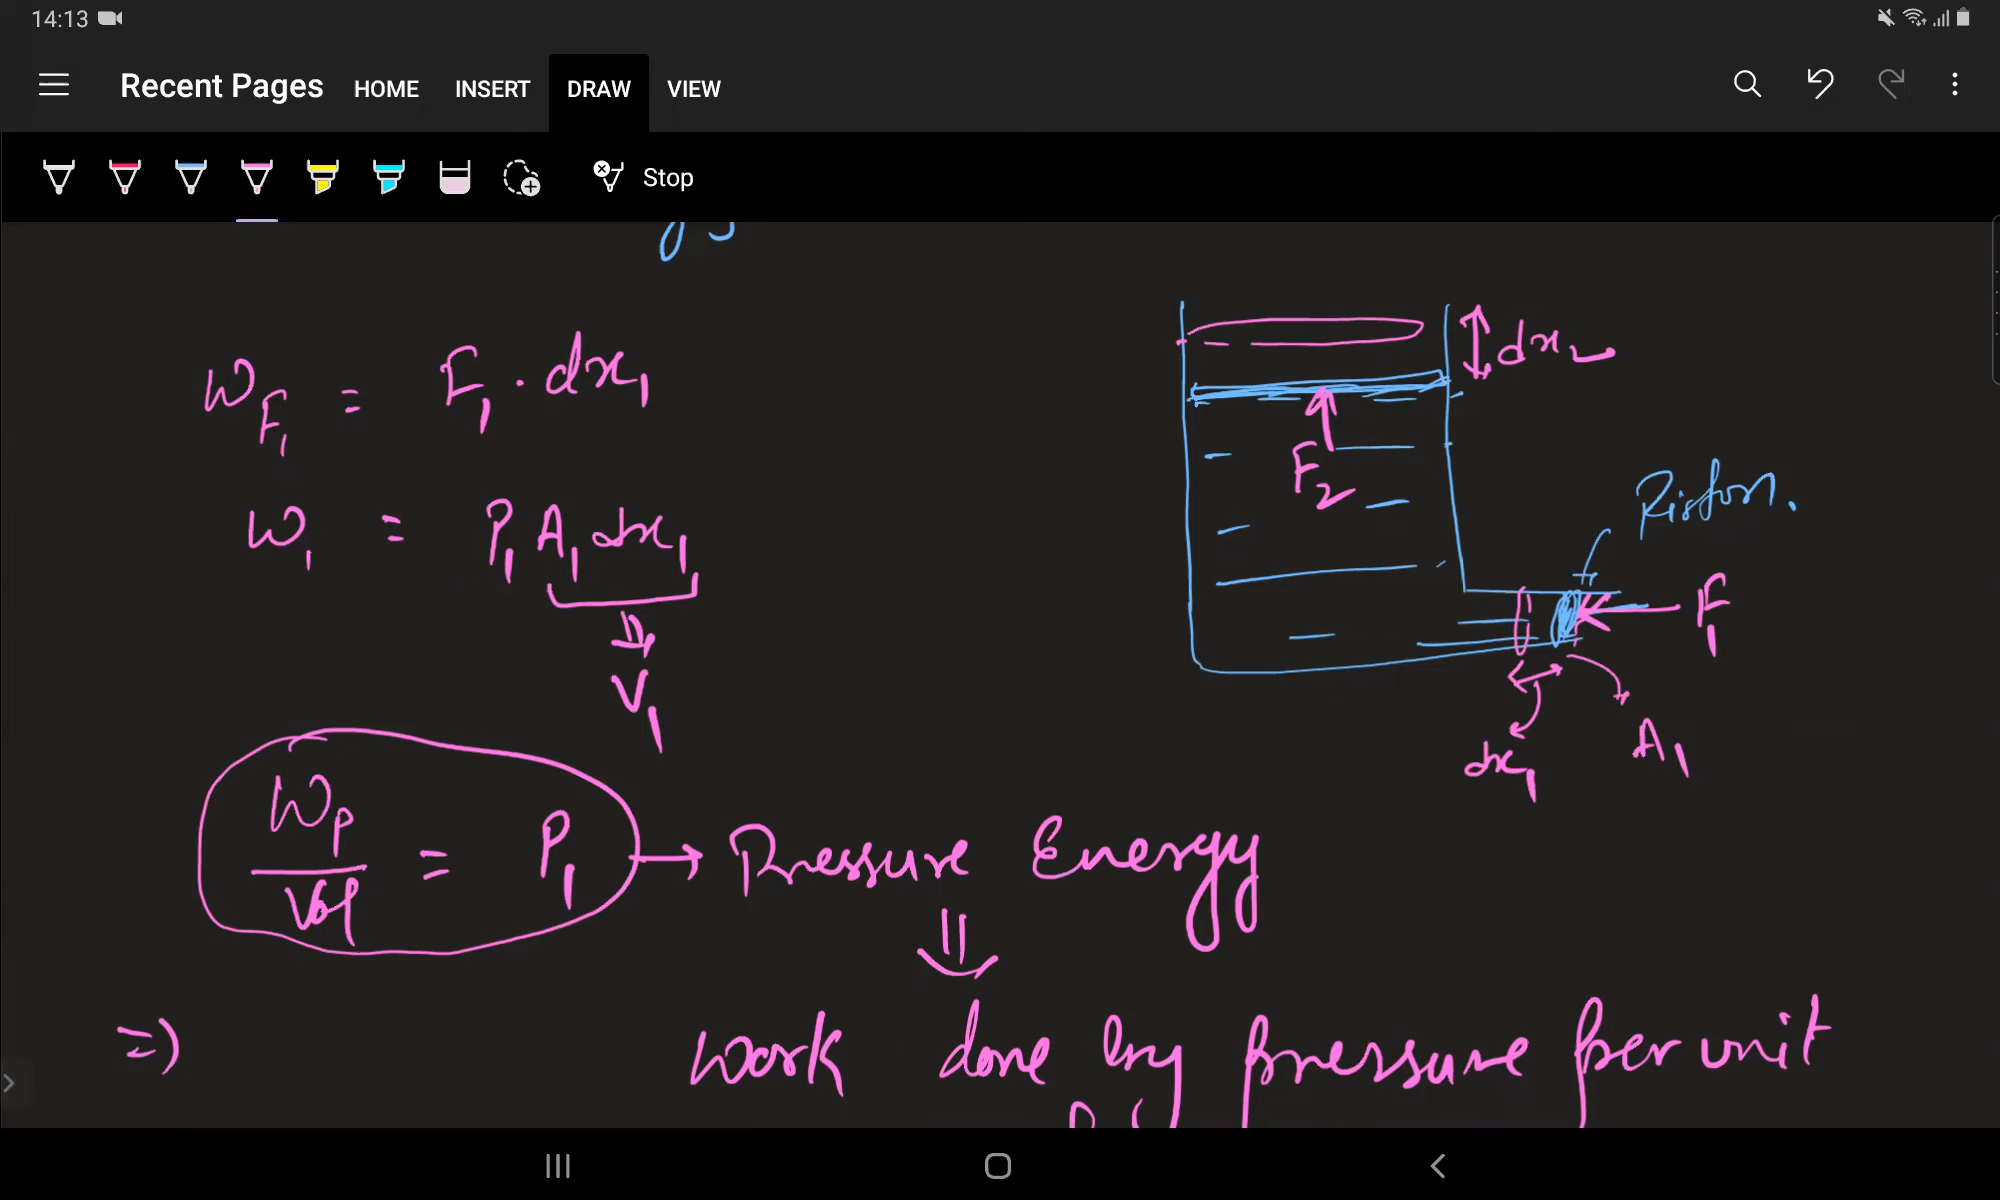 14:13
Recent Pages HOME INSERT DRAW VIEW
Stop
W_F₁ = F₁ · dx₁
W₁ = P₁ A₁ dx₁
V₁
dx₂
F₂
Piston.
F₁
A₁
dx₁
W_P / Vol = P₁ → Pressure Energy
=> work done by pressure per unit